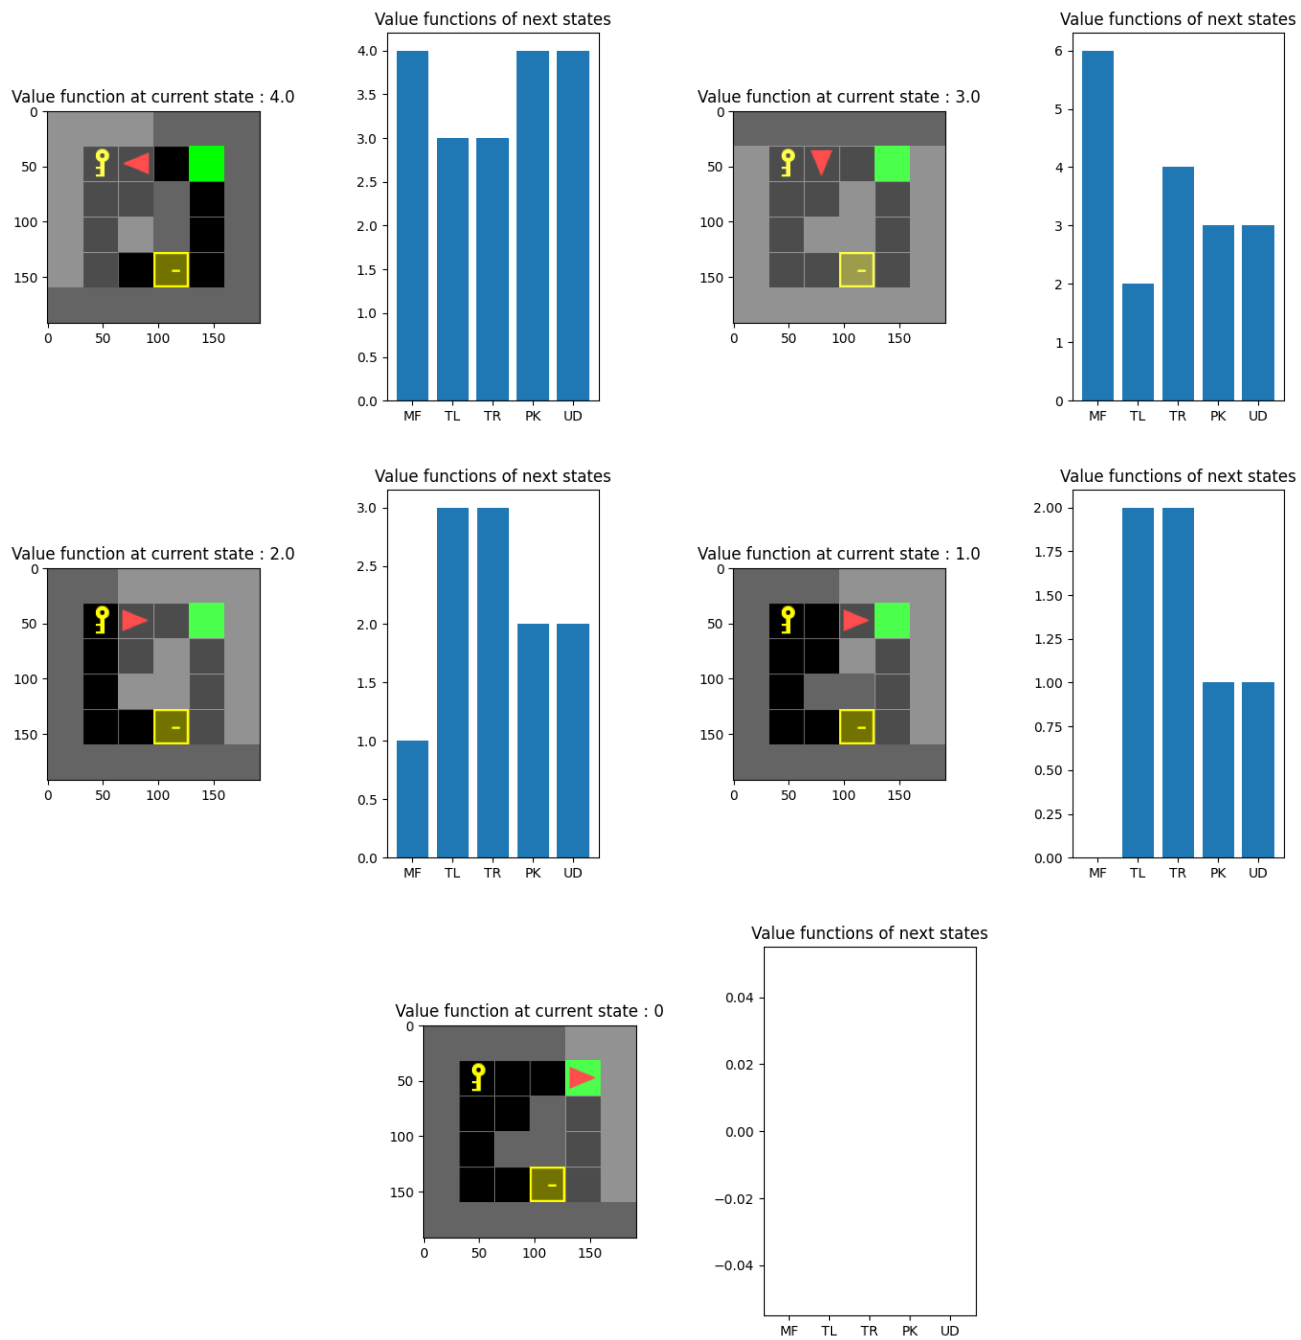 Value functions of next states
Value function at current state : 4.0
4.0
3.5
3.0
2.5
2.0
1.5
1.0
0.5
0.0
MF TL TR PK UD
0
50
100
150
0 50 100 150
Value functions of next states
Value function at current state : 3.0
6
5
4
3
2
1
0
MF TL TR PK UD
0
50
100
150
0 50 100 150
Value functions of next states
Value function at current state : 2.0
3.0
2.5
2.0
1.5
1.0
0.5
0.0
MF TL TR PK UD
0
50
100
150
0 50 100 150
Value functions of next states
Value function at current state : 1.0
2.00
1.75
1.50
1.25
1.00
0.75
0.50
0.25
0.00
MF TL TR PK UD
0
50
100
150
0 50 100 150
Value functions of next states
Value function at current state : 0
0.04
0.02
0.00
−0.02
−0.04
MF TL TR PK UD
0
50
100
150
0 50 100 150